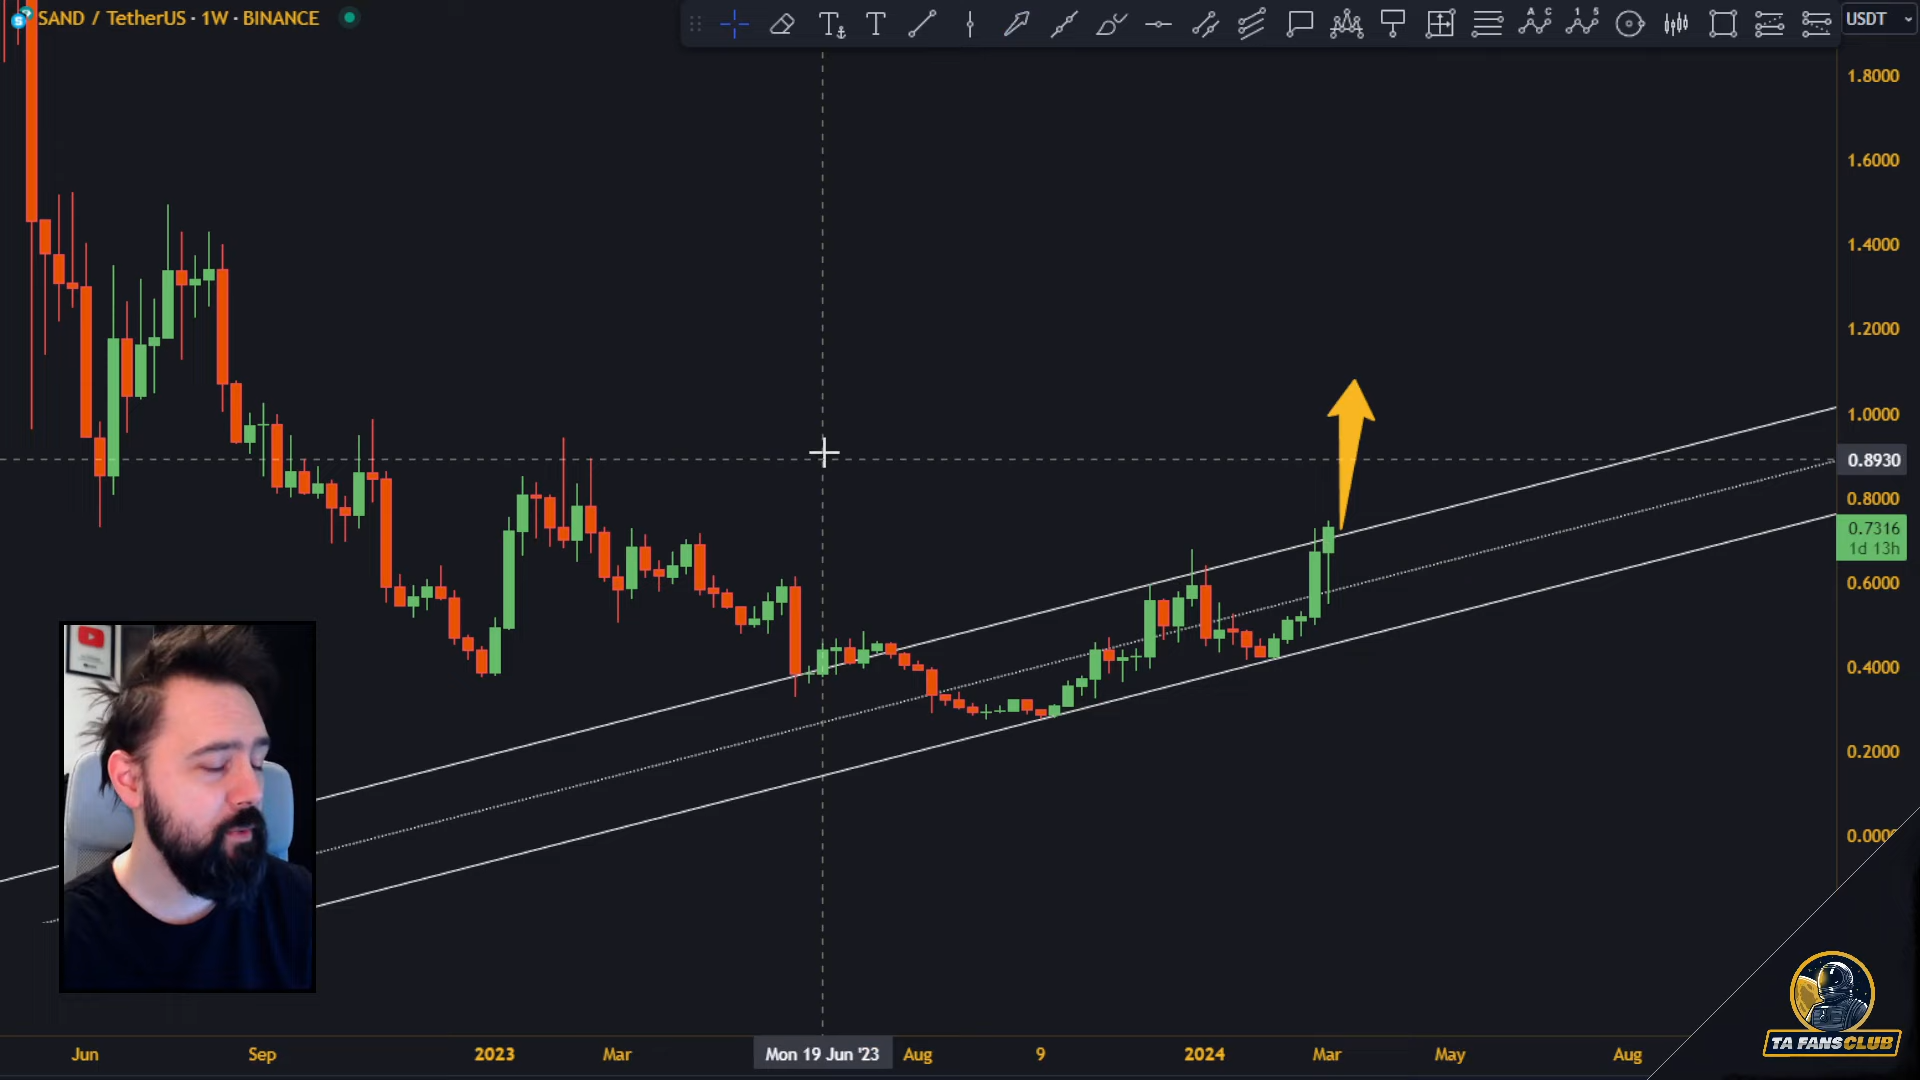 SAND / TetherUS · 1W · BINANCE
USDT
1.8000
1.6000
1.4000
1.2000
1.0000
0.8930
0.8000
0.7316
1d 13h
0.6000
0.4000
0.2000
0.000
Jun
Sep
2023
Mar
Mon 19 Jun '23
Aug
9
2024
Mar
May
Aug
TA FANSCLUB